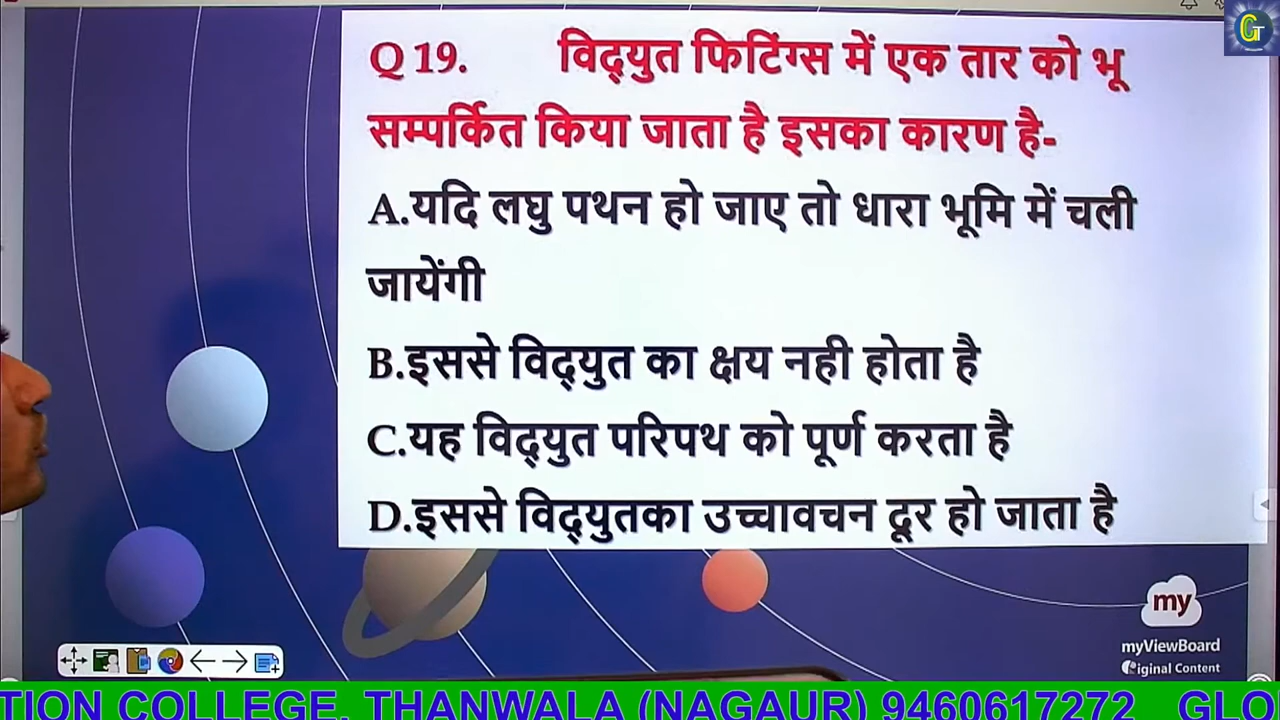 Q 19. विद्युत फिटिंग्स में एक तार को भू
सम्पर्कित किया जाता है इसका कारण है-
A.यदि लघु पथन हो जाए तो धारा भूमि में चली
जायेंगी
B.इससे विद्युत का क्षय नही होता है
C.यह विद्युत परिपथ को पूर्ण करता है
D.इससे विद्युतका उच्चावचन दूर हो जाता है
my
myViewBoard
iginal Content
TION COLLEGE, THANWALA (NAGAUR) 9460617272 GLO